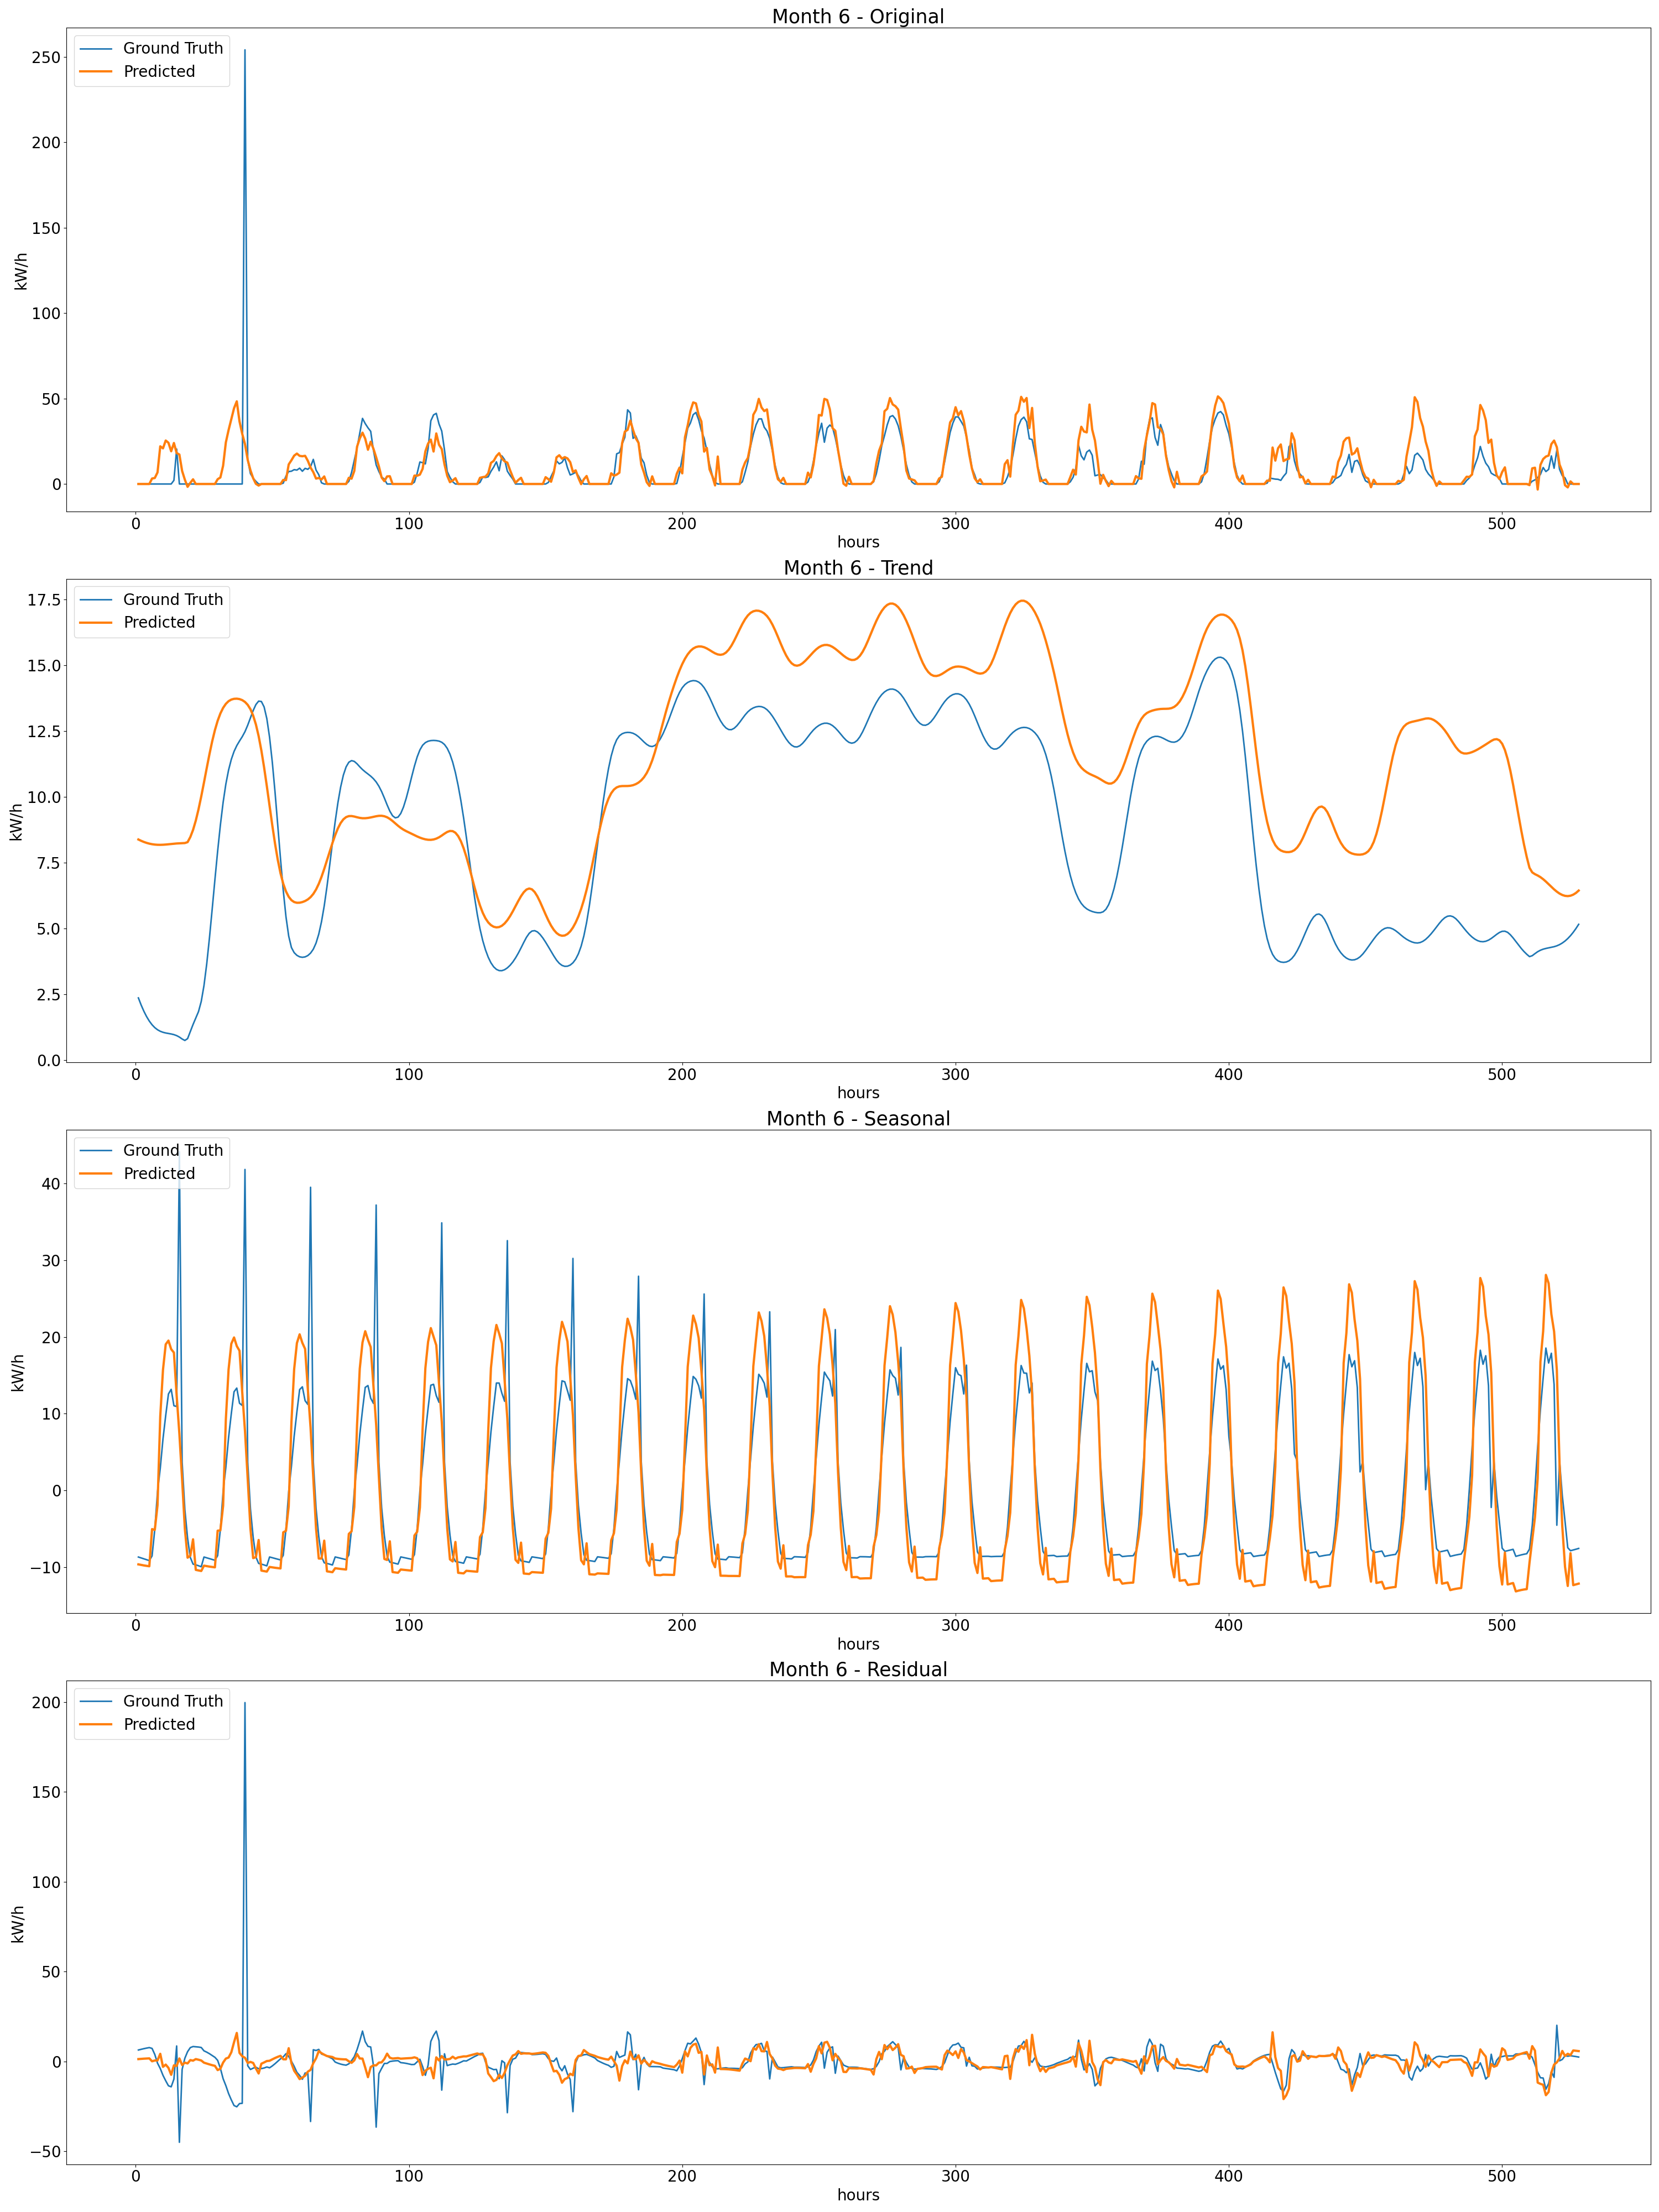 Month 6 - Original
Ground Truth
Predicted
250
200
150
100
50
0
kW/h
0 100 200 300 400 500
hours
Month 6 - Trend
Ground Truth
Predicted
17.5
15.0
12.5
10.0
7.5
5.0
2.5
0.0
kW/h
0 100 200 300 400 500
hours
Month 6 - Seasonal
Ground Truth
Predicted
40
30
20
10
0
−10
kW/h
0 100 200 300 400 500
hours
Month 6 - Residual
Ground Truth
Predicted
200
150
100
50
0
−50
kW/h
0 100 200 300 400 500
hours